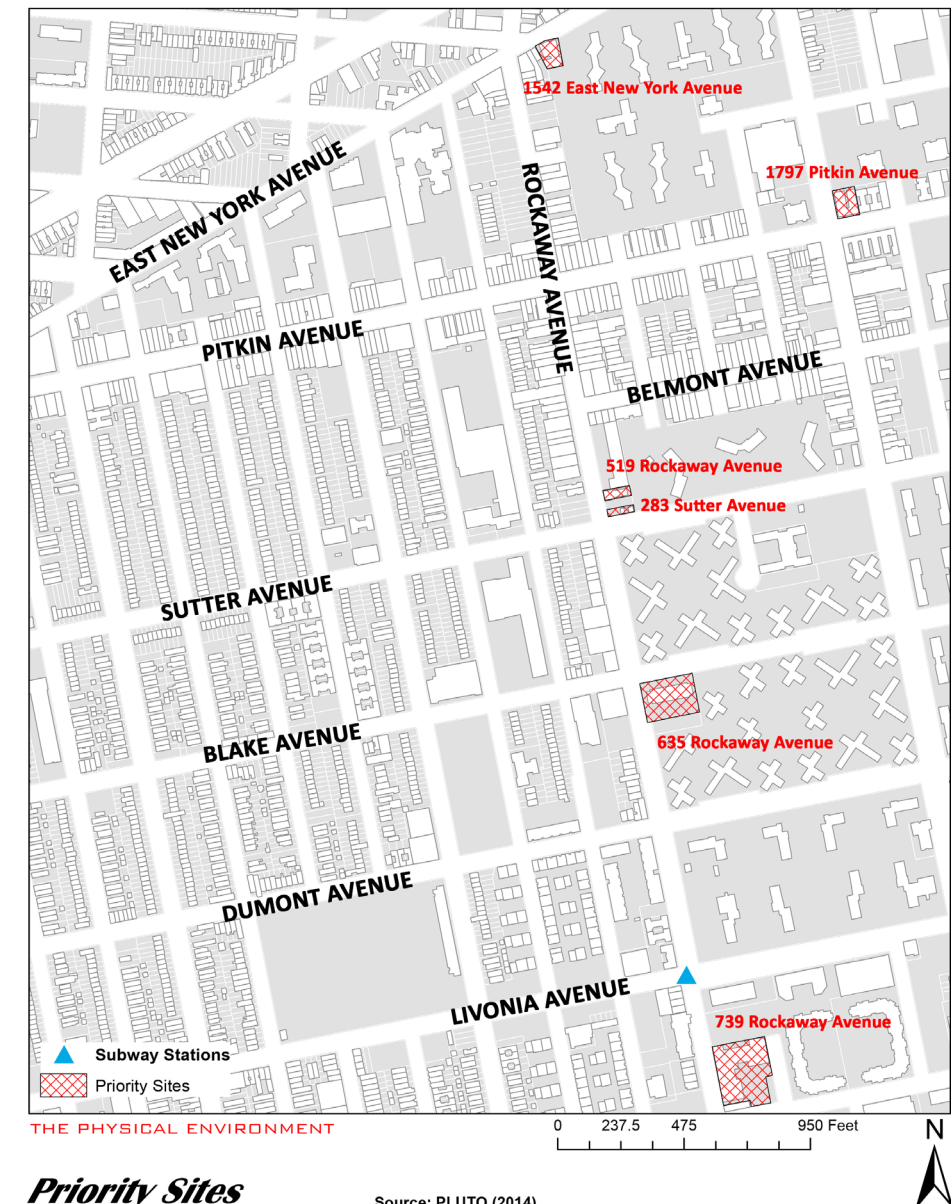 1542 East New York Avenue
1797 Pitkin Avenue
EAST NEW YORK AVENUE
ROCKAWAY AVENUE
PITKIN AVENUE
BELMONT AVENUE
519 Rockaway Avenue
283 Sutter Avenue
SUTTER AVENUE
635 Rockaway Avenue
BLAKE AVENUE
DUMONT AVENUE
LIVONIA AVENUE
739 Rockaway Avenue
Subway Stations
Priority Sites
THE PHYSICAL ENVIRONMENT
0 237.5 475 950 Feet
N
Priority Sites
Source: PLUTO (2014)